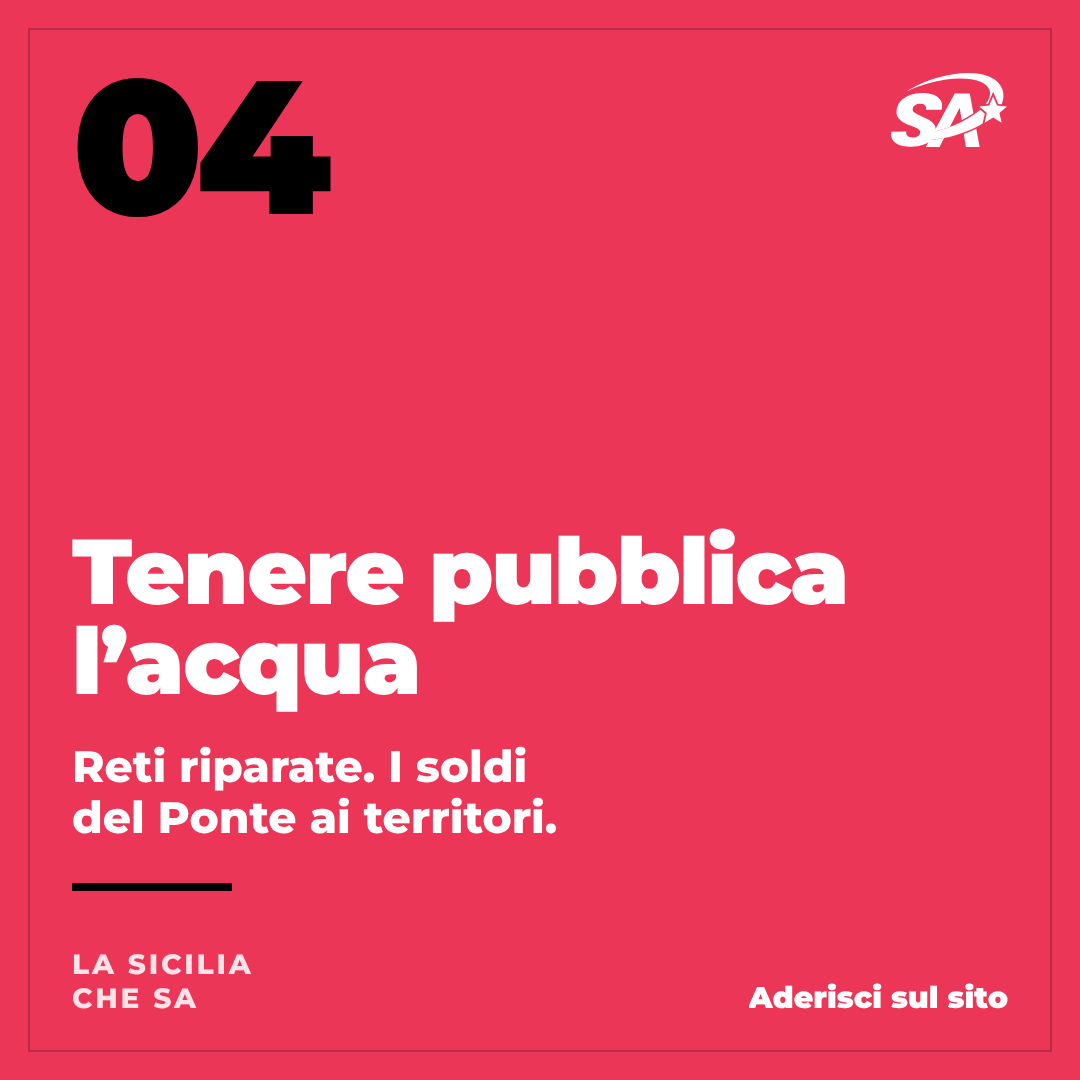 04
SA
Tenere pubblica
l’acqua
Reti riparate. I soldi
del Ponte ai territori.
LA SICILIA
CHE SA
Aderisci sul sito